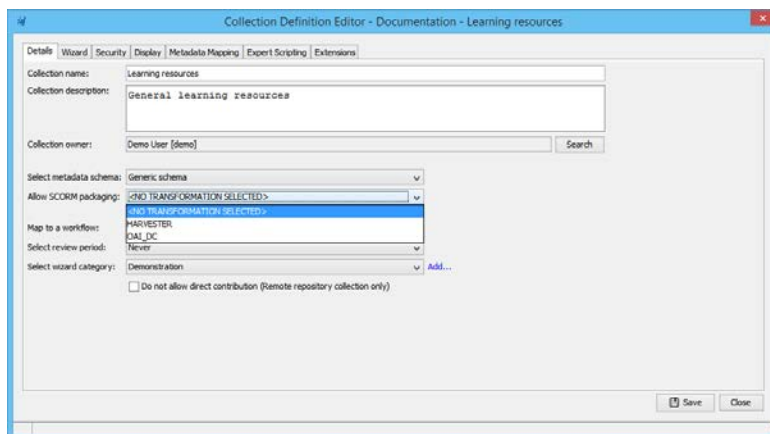 Collection Definition Editor - Documentation - Learning resources
Details Wizard Security Display Metadata Mapping Expert Scripting Extensions
Collection name: Learning resources
Collection description: General learning resources
Collection owner: Demo User [demo] Search
Select metadata schema: Generic schema
Allow SCORM packaging: <NO TRANSFORMATION SELECTED>
<NO TRANSFORMATION SELECTED>
Map to a workflow: HARVESTER
OAI_DC
Select review period: Never
Select wizard category: Demonstration Add...
Do not allow direct contribution (Remote repository collection only)
Save Close